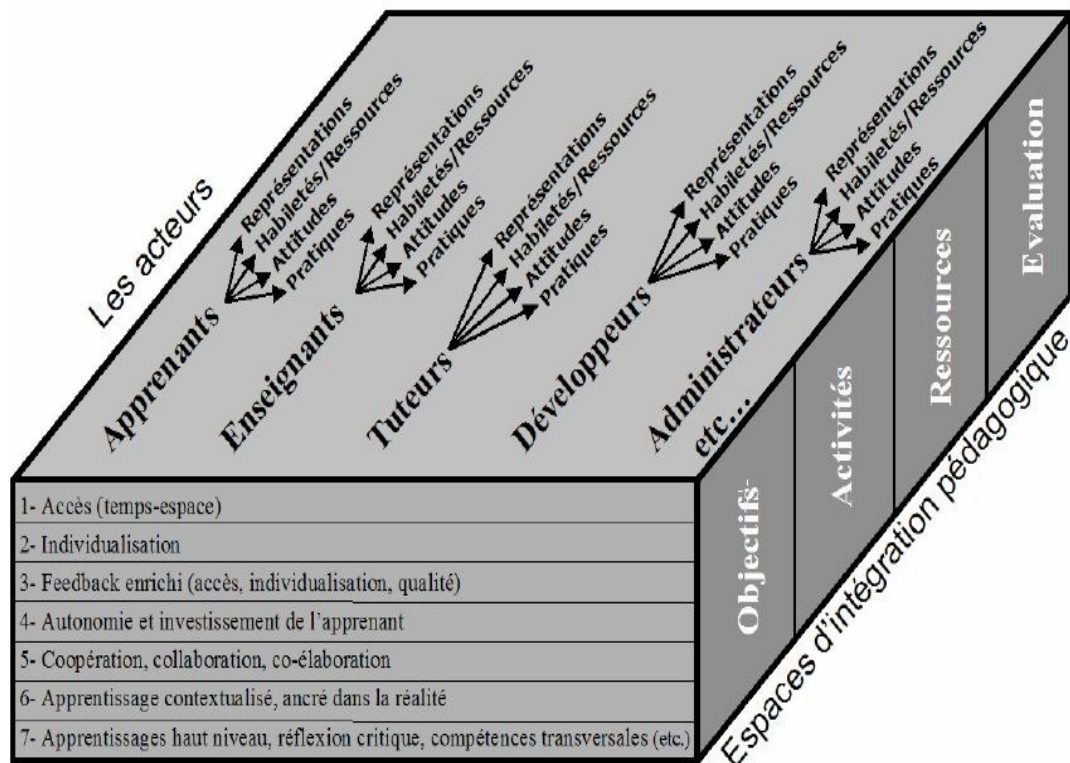 Les acteurs
Apprenants
Représentations
Habiletés/Ressources
Attitudes
Pratiques
Enseignants
Représentations
Habiletés/Ressources
Attitudes
Pratiques
Tuteurs
Représentations
Habiletés/Ressources
Attitudes
Pratiques
Développeurs
Représentations
Habiletés/Ressources
Attitudes
Pratiques
Administrateurs
Représentations
Habiletés/Ressources
Attitudes
Pratiques
etc...
1- Accès (temps-espace)
2- Individualisation
3- Feedback enrichi (accès, individualisation, qualité)
4- Autonomie et investissement de l’apprenant
5- Coopération, collaboration, co-élaboration
6- Apprentissage contextualisé, ancré dans la réalité
7- Apprentissages haut niveau, réflexion critique, compétences transversales (etc.)
Objectifs-
Activités
Ressources
Evaluation
Espaces d’intégration pédagogique